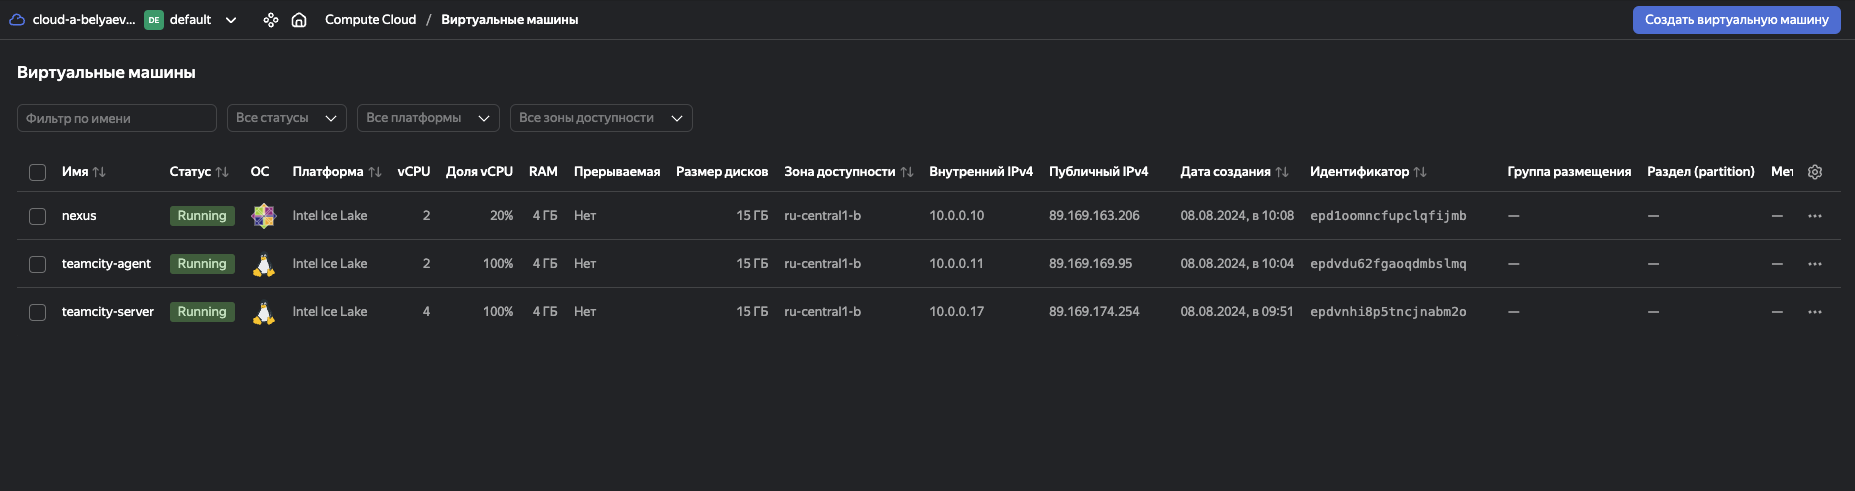 cloud-a-belyaev... DE default Compute Cloud / Виртуальные машины Создать виртуальную машину
Виртуальные машины
Фильтр по имени Все статусы Все платформы Все зоны доступности
Имя Статус ОС Платформа vCPU Доля vCPU RAM Прерываемая Размер дисков Зона доступности Внутренний IPv4 Публичный IPv4 Дата создания Идентификатор Группа размещения Раздел (partition) Мет
nexus Running Intel Ice Lake 2 20% 4 ГБ Нет 15 ГБ ru-central1-b 10.0.0.10 89.169.163.206 08.08.2024, в 10:08 epd1oomncfupclqfijmb — — — ...
teamcity-agent Running Intel Ice Lake 2 100% 4 ГБ Нет 15 ГБ ru-central1-b 10.0.0.11 89.169.169.95 08.08.2024, в 10:04 epdvdu62fgaoqdmbslmq — — — ...
teamcity-server Running Intel Ice Lake 4 100% 4 ГБ Нет 15 ГБ ru-central1-b 10.0.0.17 89.169.174.254 08.08.2024, в 09:51 epdvnhi8p5tncjnabm2o — — — ...